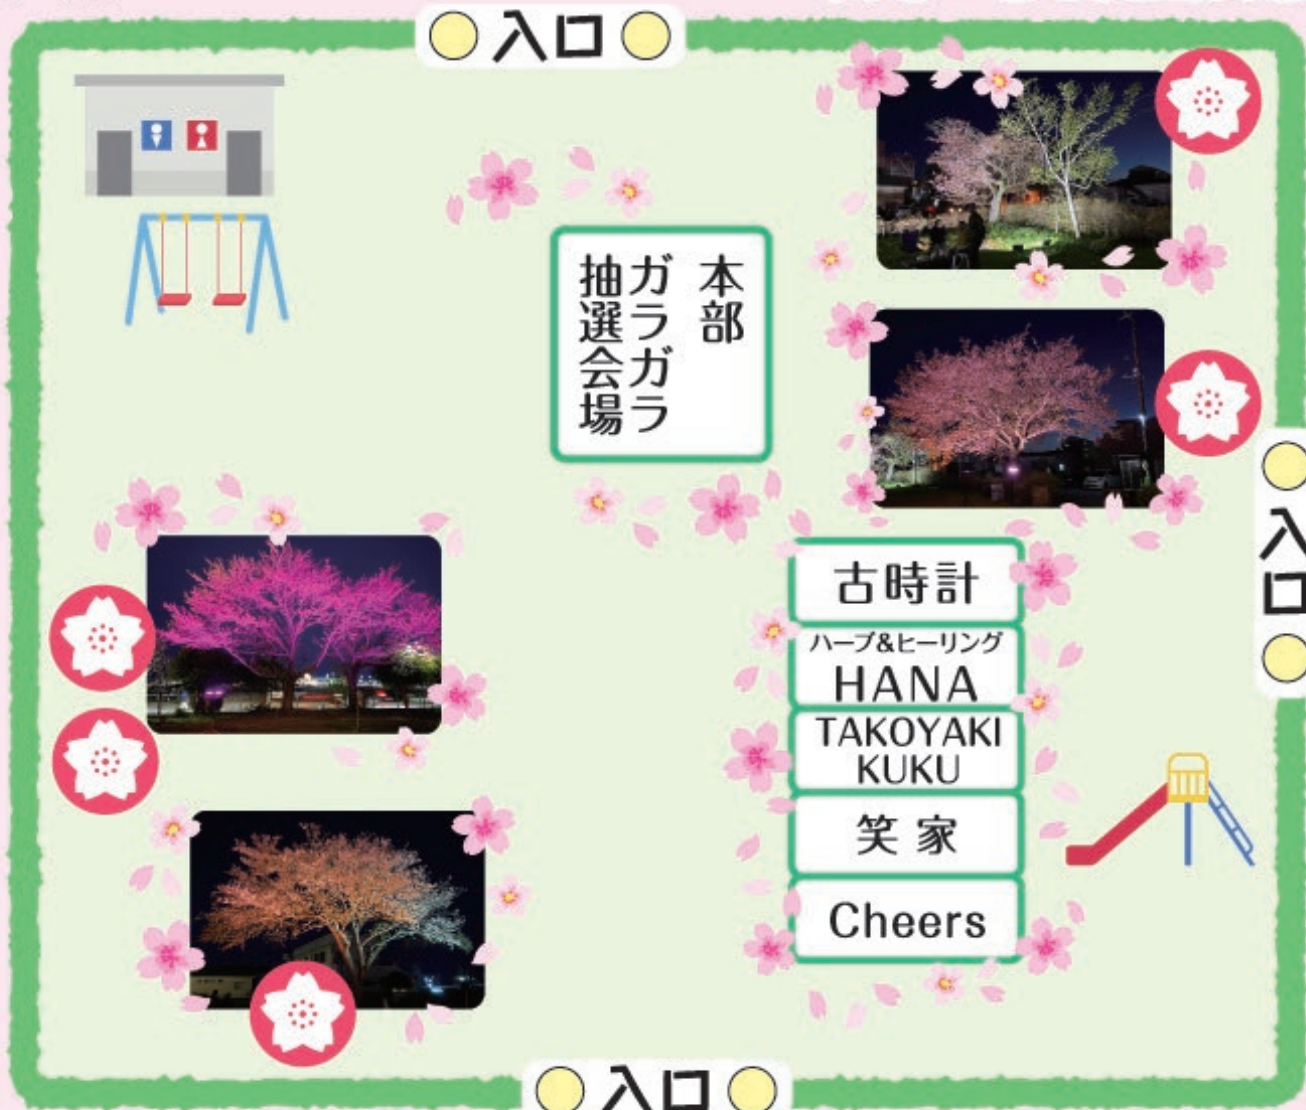 入口
本部
ガラガラ
抽選会場
入口
古時計
ハーブ&ヒーリング
HANA
TAKOYAKI
KUKU
笑家
Cheers
入口